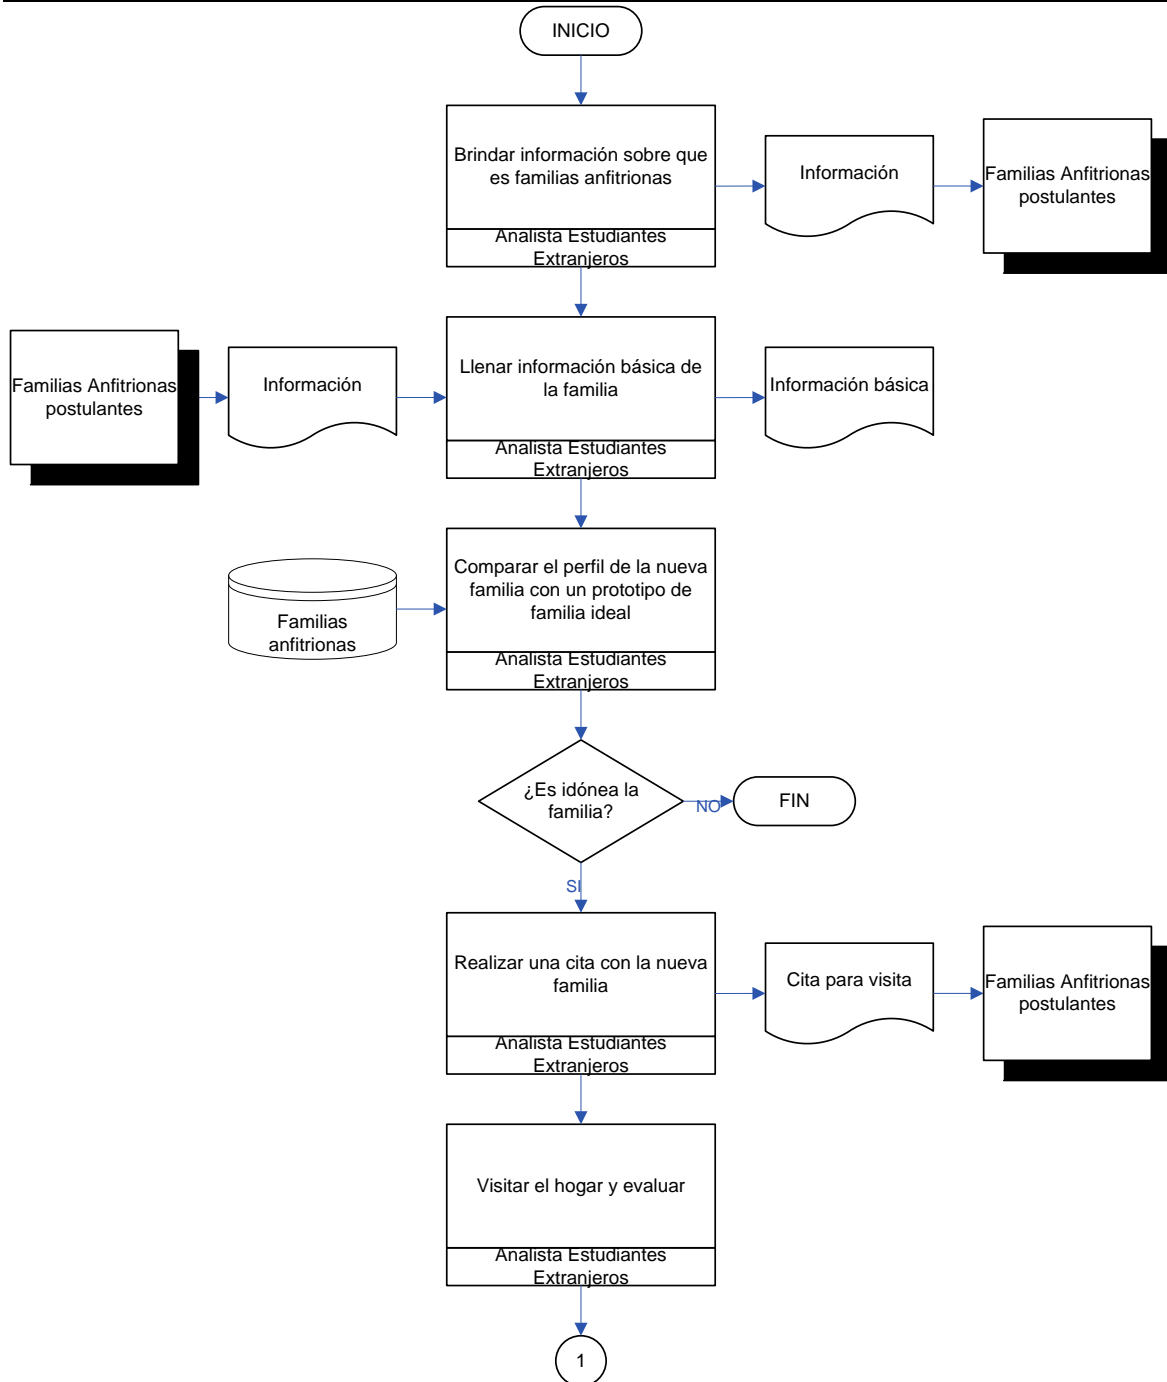 INICIO
Brindar información sobre que
es familias anfitrionas
Analista Estudiantes
Extranjeros
Información
Familias Anfitrionas
postulantes
Familias Anfitrionas
postulantes
Información
Llenar información básica de
la familia
Analista Estudiantes
Extranjeros
Información básica
Familias
anfitrionas
Comparar el perfil de la nueva
familia con un prototipo de
familia ideal
Analista Estudiantes
Extranjeros
¿Es idónea la
familia?
NO
FIN
SI
Realizar una cita con la nueva
familia
Analista Estudiantes
Extranjeros
Cita para visita
Familias Anfitrionas
postulantes
Visitar el hogar y evaluar
Analista Estudiantes
Extranjeros
1